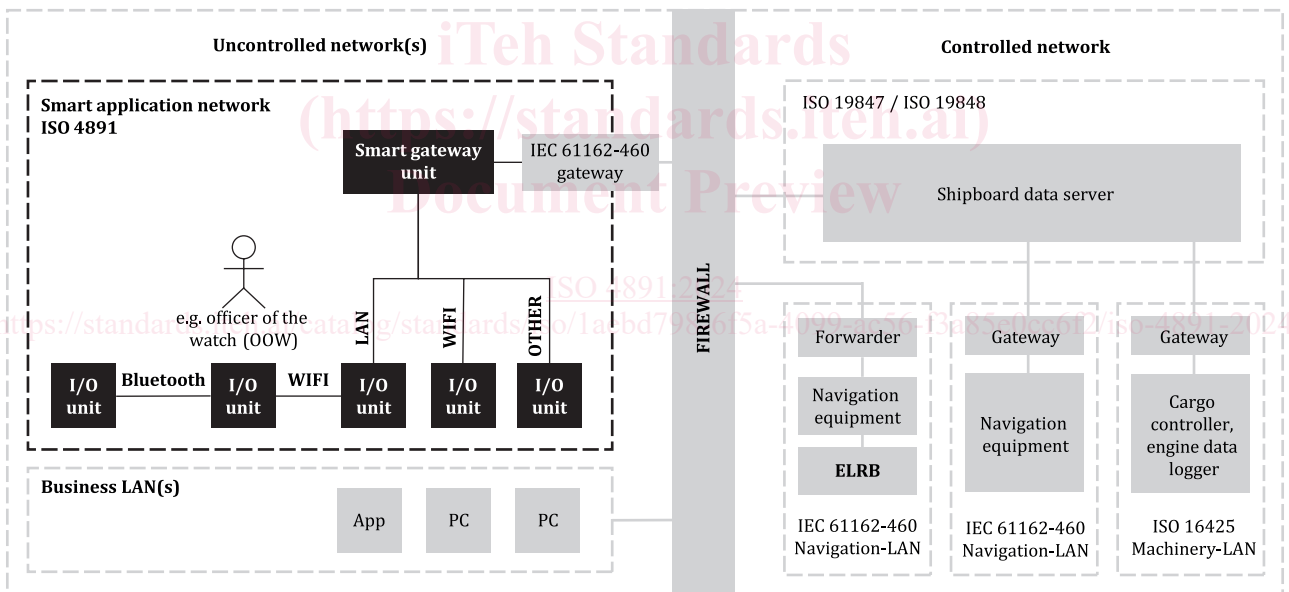 Uncontrolled network(s)
Controlled network
iTeh Standards
(https://standards.iteh.ai)
Document Preview
ISO 4891:2024
Smart application network
ISO 4891
Smart gateway
unit
IEC 61162-460
gateway
e.g. officer of the
watch (OOW)
LAN
WIFI
OTHER
I/O
unit
Bluetooth
I/O
unit
WIFI
I/O
unit
I/O
unit
I/O
unit
Business LAN(s)
App
PC
PC
FIREWALL
ISO 19847 / ISO 19848
Shipboard data server
Forwarder
Navigation
equipment
ELRB
IEC 61162-460
Navigation-LAN
Gateway
Navigation
equipment
IEC 61162-460
Navigation-LAN
Gateway
Cargo
controller,
engine data
logger
ISO 16425
Machinery-LAN